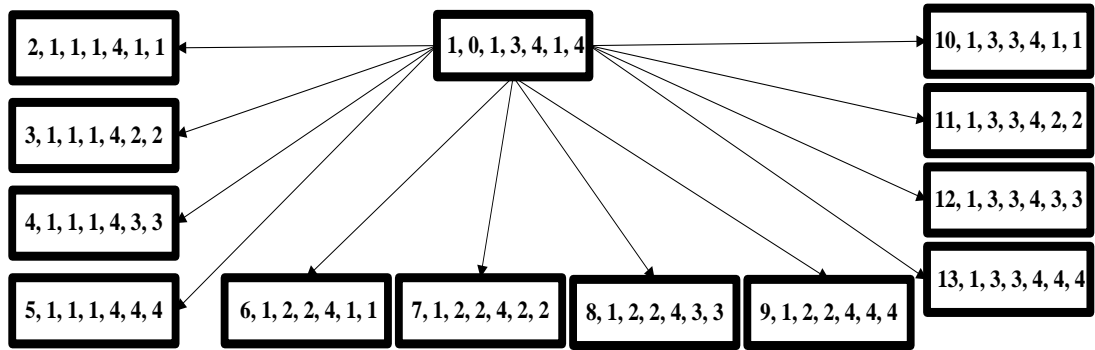 1, 0, 1, 3, 4, 1, 4
2, 1, 1, 1, 4, 1, 1
3, 1, 1, 1, 4, 2, 2
4, 1, 1, 1, 4, 3, 3
5, 1, 1, 1, 4, 4, 4
6, 1, 2, 2, 4, 1, 1
7, 1, 2, 2, 4, 2, 2
8, 1, 2, 2, 4, 3, 3
9, 1, 2, 2, 4, 4, 4
10, 1, 3, 3, 4, 1, 1
11, 1, 3, 3, 4, 2, 2
12, 1, 3, 3, 4, 3, 3
13, 1, 3, 3, 4, 4, 4